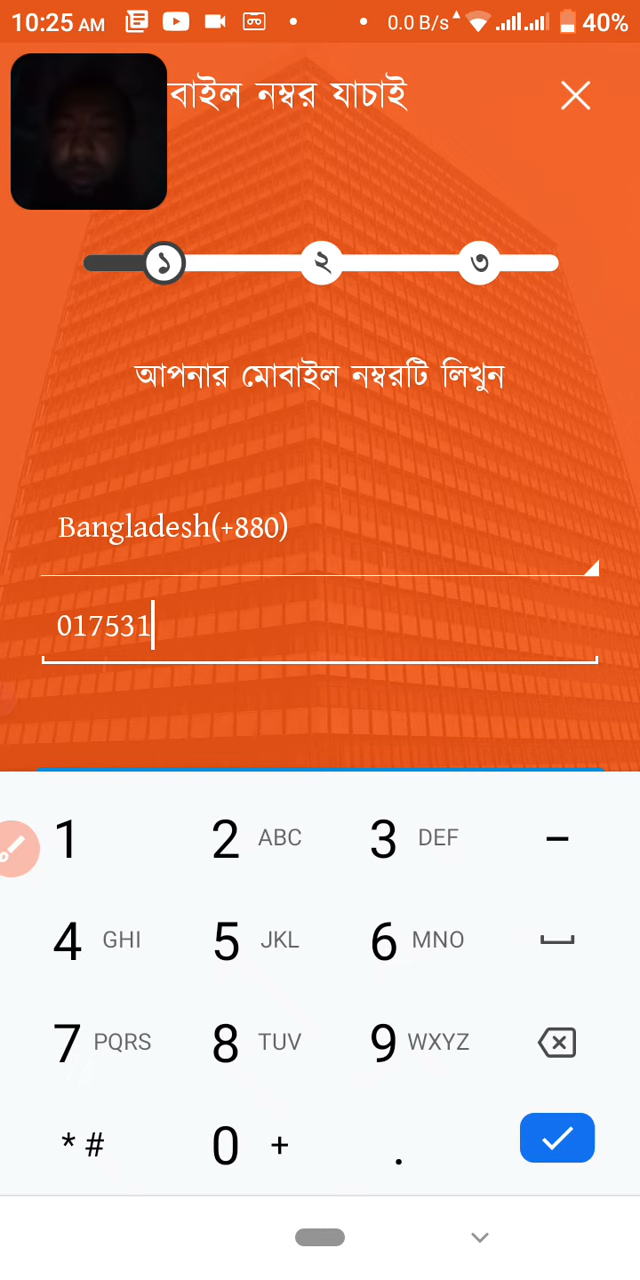 10:25 AM 0.0 B/s 40%
বাইল নম্বর যাচাই
১ ২ ৩
আপনার মোবাইল নম্বরটি লিখুন
Bangladesh(+880)
017531
1 2 ABC 3 DEF –
4 GHI 5 JKL 6 MNO
7 PQRS 8 TUV 9 WXYZ
* # 0 + .